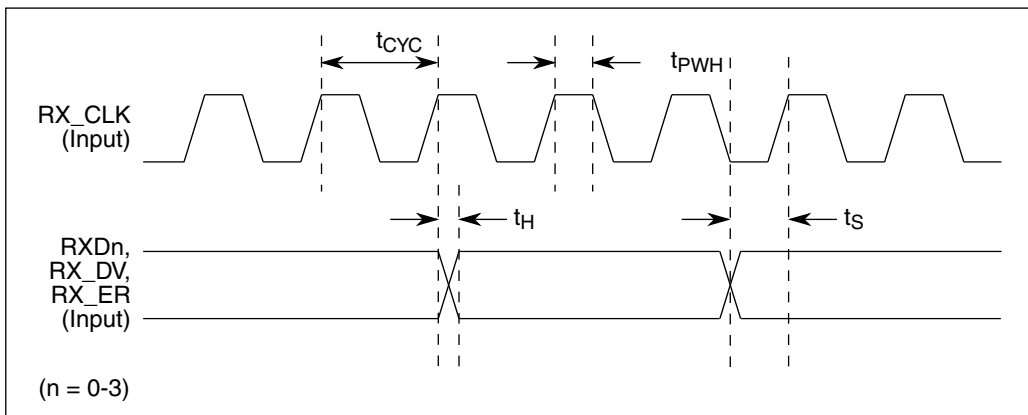 tCYC
tPWH
RX_CLK
(Input)
tH
tS
RXDn,
RX_DV,
RX_ER
(Input)
(n = 0-3)